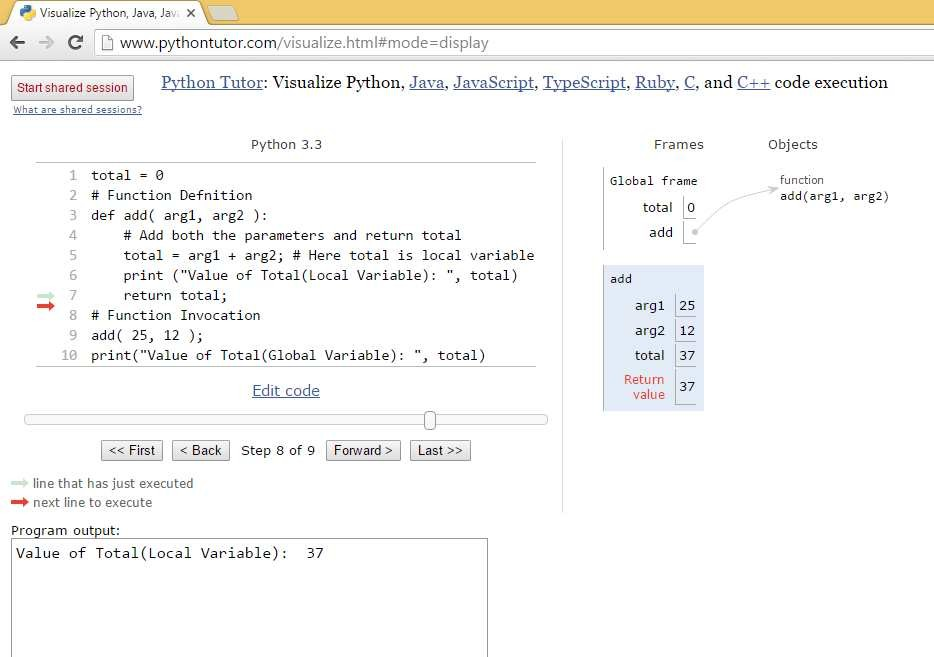 Visualize Python, Java, Jav
www.pythontutor.com/visualize.html#mode=display
Start shared session
What are shared sessions?
Python Tutor: Visualize Python, Java, JavaScript, TypeScript, Ruby, C, and C++ code execution
Python 3.3
1 total = 0
2 # Function Defnition
3 def add( arg1, arg2 ):
4 # Add both the parameters and return total
5 total = arg1 + arg2; # Here total is local variable
6 print ("Value of Total(Local Variable): ", total)
7 return total;
8 # Function Invocation
9 add( 25, 12 );
10 print("Value of Total(Global Variable): ", total)
Edit code
<< First < Back Step 8 of 9 Forward > Last >>
line that has just executed
next line to execute
Program output:
Value of Total(Local Variable):  37
Frames Objects
Global frame
total 0
add
function
add(arg1, arg2)
add
arg1 25
arg2 12
total 37
Return
value 37